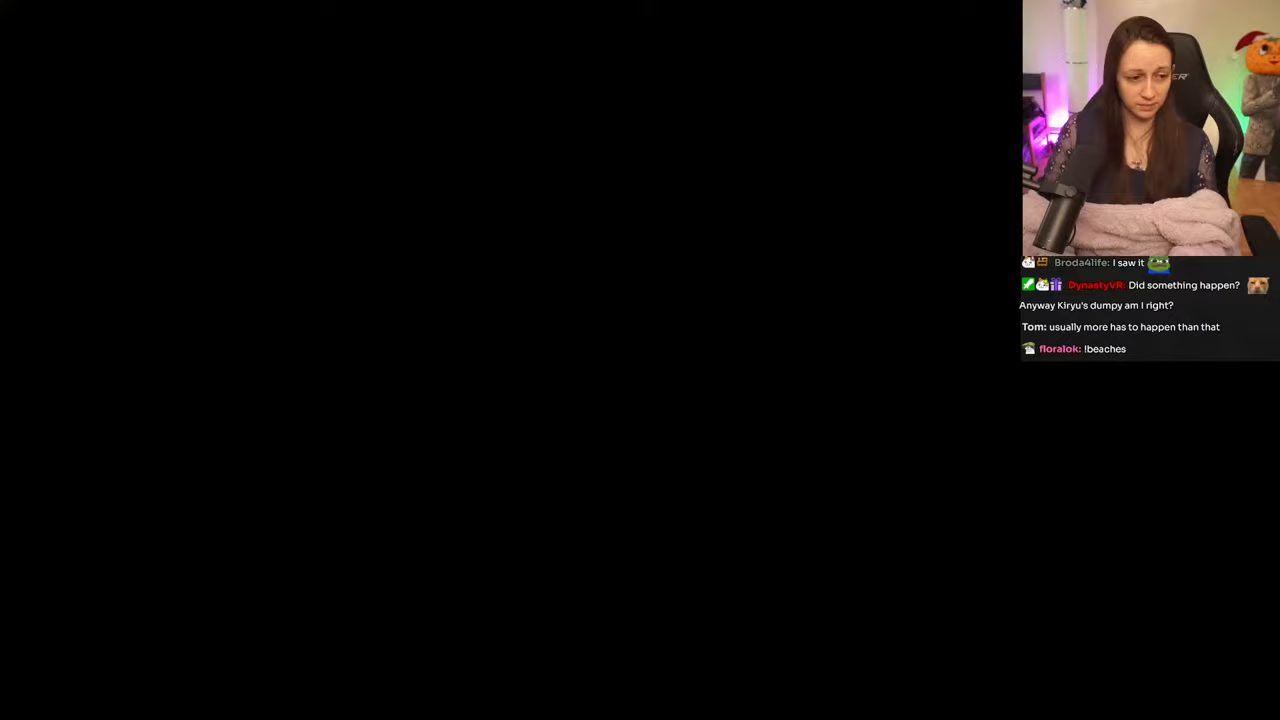 ER
Broda4life: I saw it
DynastyVR: Did something happen?
Anyway Kiryu's dumpy am I right?
Tom: usually more has to happen than that
floralok: !beaches